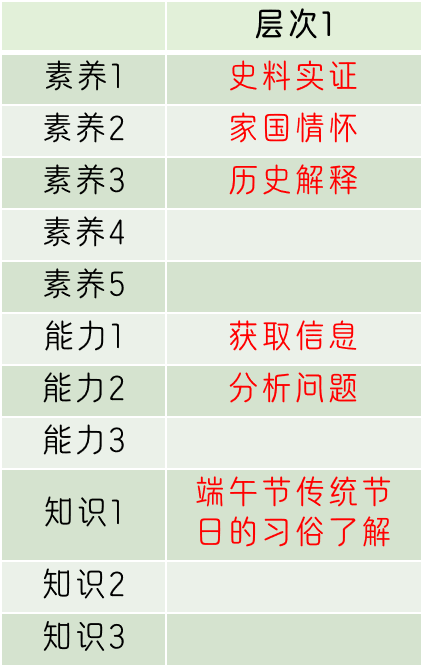 层次1
素养1 史料实证
素养2 家国情怀
素养3 历史解释
素养4
素养5
能力1 获取信息
能力2 分析问题
能力3
知识1 端午节传统节
日的习俗了解
知识2
知识3